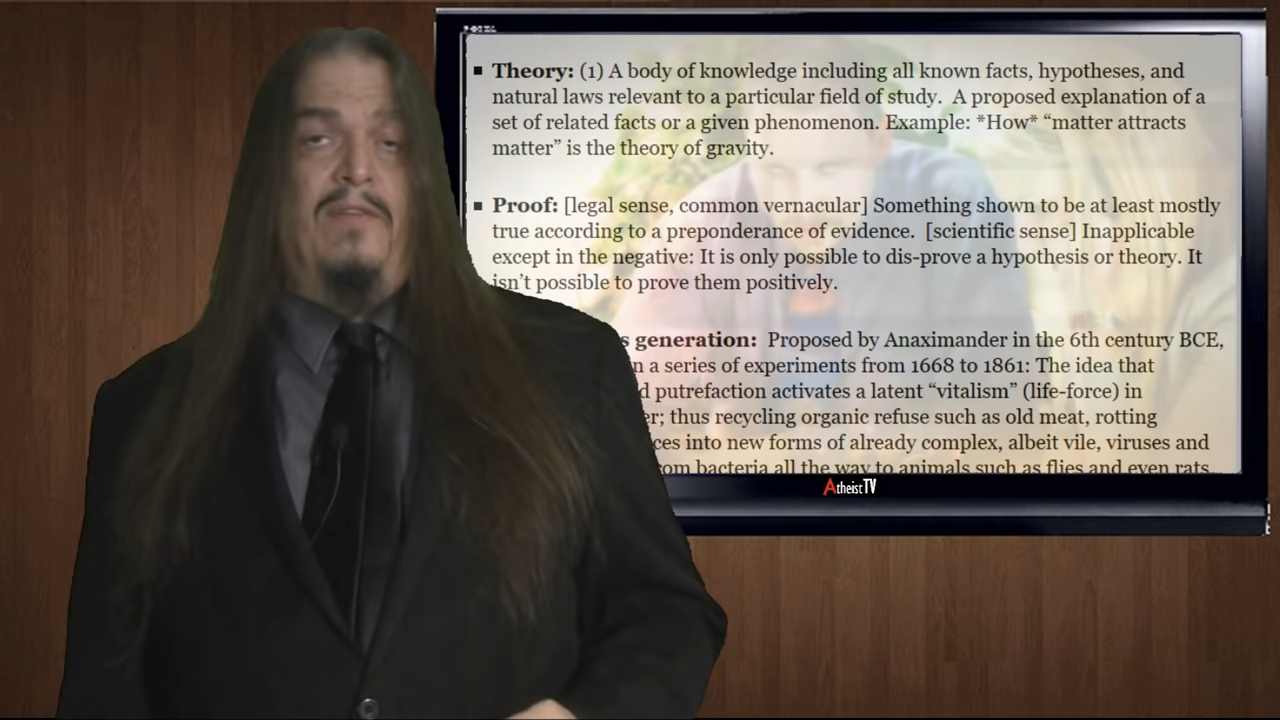 Theory: (1) A body of knowledge including all known facts, hypotheses, and
natural laws relevant to a particular field of study. A proposed explanation of a
set of related facts or a given phenomenon. Example: *How* “matter attracts
matter” is the theory of gravity.
Proof: [legal sense, common vernacular] Something shown to be at least mostly
true according to a preponderance of evidence. [scientific sense] Inapplicable
except in the negative: It is only possible to dis-prove a hypothesis or theory. It
isn’t possible to prove them positively.
s generation: Proposed by Anaximander in the 6th century BCE,
n a series of experiments from 1668 to 1861: The idea that
d putrefaction activates a latent “vitalism” (life-force) in
er; thus recycling organic refuse such as old meat, rotting
ces into new forms of already complex, albeit vile, viruses and
om bacteria all the way to animals such as flies and even rats.
AtheistTV